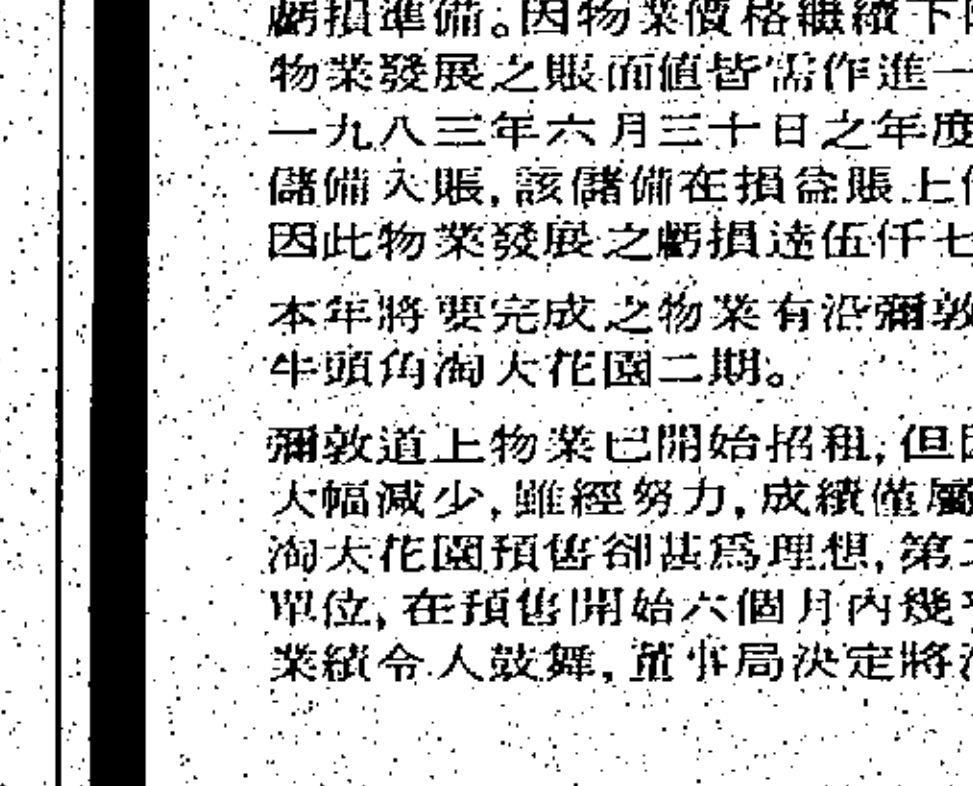 虧損準備。因物業價格繼續下
物業發展之賬面值皆需作進一
一九八三年六月三十日之年度
儲備入賬,該儲備在損益賬上
因此物業發展之虧損達伍仟七
本年將要完成之物業有沿彌敦
牛頭角淘大花園二期。
彌敦道上物業已開始招租,但
大幅減少,雖經努力,成績僅屬
淘大花園預售卻甚爲理想,第
單位,在預售開始六個月內幾
業績令人鼓舞,董事局決定將